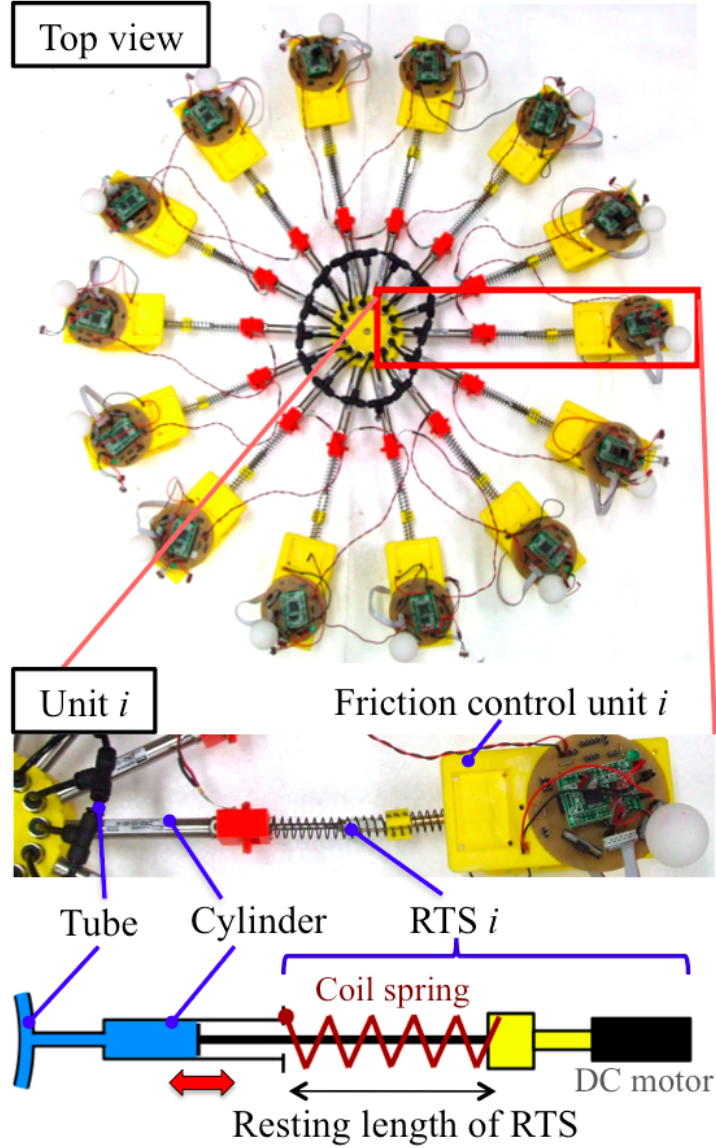 Top view
Unit i
Friction control unit i
Tube
Cylinder
RTS i
Coil spring
DC motor
Resting length of RTS